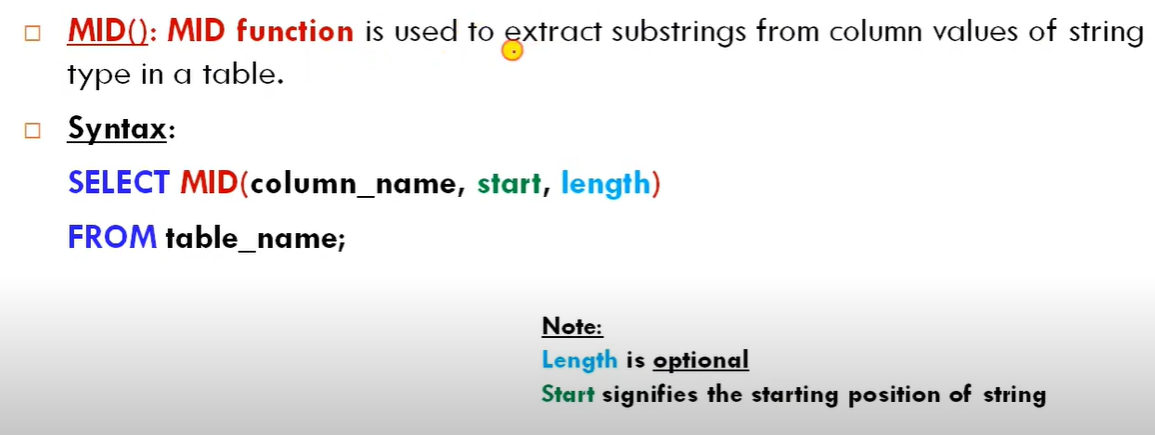 MID(): MID function is used to extract substrings from column values of string
type in a table.
Syntax:
SELECT MID(column_name, start, length)
FROM table_name;
Note:
Length is optional
Start signifies the starting position of string